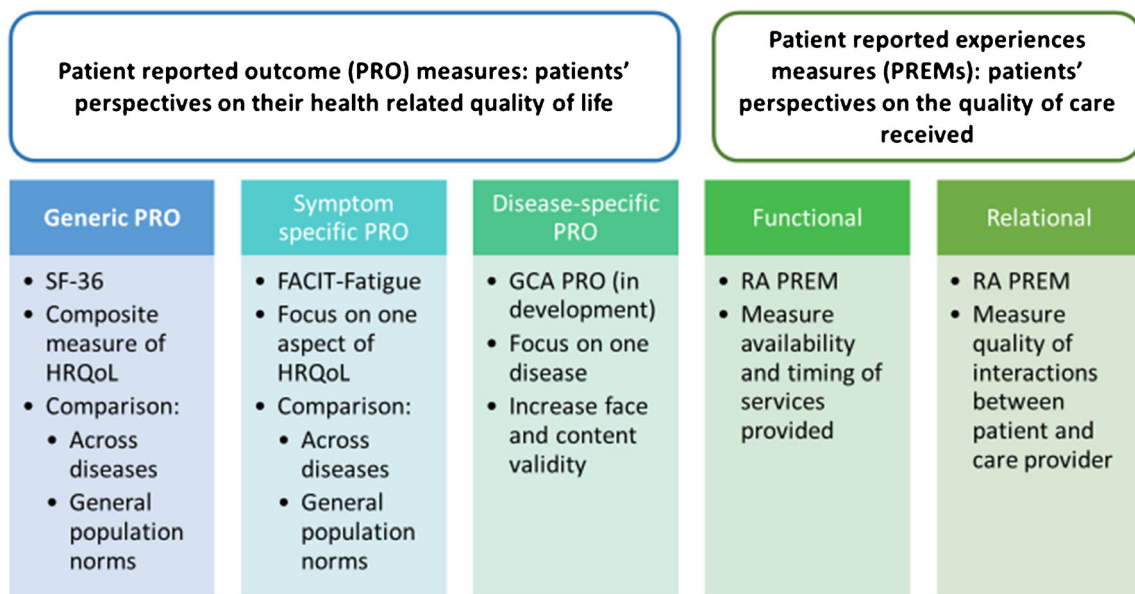 Patient reported outcome (PRO) measures: patients’
perspectives on their health related quality of life
Patient reported experiences
measures (PREMs): patients’
perspectives on the quality of care
received
Generic PRO
• SF-36
• Composite
measure of
HRQoL
• Comparison:
• Across
diseases
• General
population
norms
Symptom
specific PRO
• FACIT-Fatigue
• Focus on one
aspect of
HRQoL
• Comparison:
• Across
diseases
• General
population
norms
Disease-specific
PRO
• GCA PRO (in
development)
• Focus on one
disease
• Increase face
and content
validity
Functional
• RA PREM
• Measure
availability
and timing of
services
provided
Relational
• RA PREM
• Measure
quality of
interactions
between
patient and
care provider